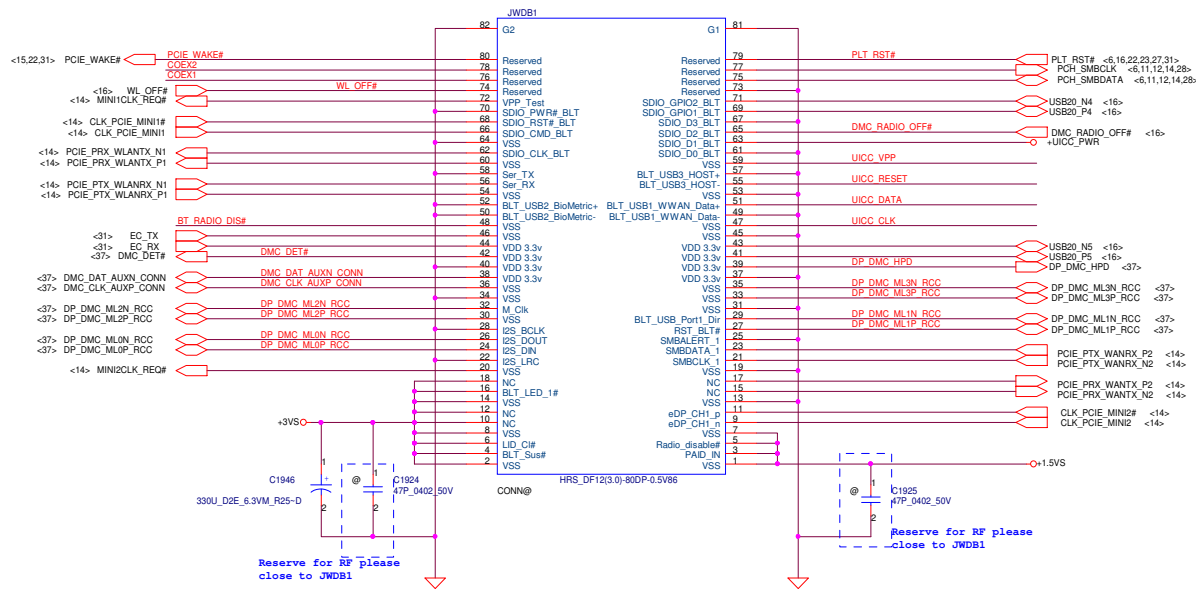 JWDB1
82 G2 G1 81
<15,22,31> PCIE_WAKE# PCIE_WAKE# 80 Reserved Reserved 79 PLT_RST# PLT_RST# <6,16,22,23,27,31>
COEX2 78 Reserved Reserved 77 PCH_SMBCLK <6,11,12,14,28>
COEX1 76 Reserved Reserved 75 PCH_SMBDATA <6,11,12,14,28>
<16> WL_OFF# WL_OFF# 74 Reserved Reserved 73
<14> MINI1CLK_REQ# 72 VPP_Test SDIO_GPIO2_BLT 71 USB20_N4 <16>
70 SDIO_PWR#_BLT SDIO_GPIO1_BLT 69 USB20_P4 <16>
<14> CLK_PCIE_MINI1# 68 SDIO_RST#_BLT SDIO_D3_BLT 67
<14> CLK_PCIE_MINI1 66 SDIO_CMD_BLT SDIO_D2_BLT 65 DMC_RADIO_OFF# DMC_RADIO_OFF# <16>
64 VSS SDIO_D1_BLT 63 +UICC_PWR
<14> PCIE_PRX_WLANTX_N1 62 SDIO_CLK_BLT SDIO_D0_BLT 61
<14> PCIE_PRX_WLANTX_P1 60 VSS VSS 59 UICC_VPP
58 Ser_TX BLT_USB3_HOST+ 57
<14> PCIE_PTX_WLANRX_N1 56 Ser_RX BLT_USB3_HOST- 55 UICC_RESET
<14> PCIE_PTX_WLANRX_P1 54 VSS VSS 53
52 BLT_USB2_BioMetric+ BLT_USB1_WWAN_Data+ 51 UICC_DATA
50 BLT_USB2_BioMetric- BLT_USB1_WWAN_Data- 49
BT_RADIO_DIS# 48 VSS VSS 47 UICC_CLK
<31> EC_TX 46 VSS VSS 45
<31> EC_RX 44 VDD 3.3v VDD 3.3v 43 USB20_N5 <16>
<37> DMC_DET# DMC_DET# 42 VDD 3.3v VDD 3.3v 41 USB20_P5 <16>
40 VDD 3.3v VDD 3.3v 39 DP_DMC_HPD DP_DMC_HPD <37>
<37> DMC_DAT_AUXN_CONN DMC_DAT_AUXN_CONN 38 VDD 3.3v VDD 3.3v 37
<37> DMC_CLK_AUXP_CONN DMC_CLK_AUXP_CONN 36 VSS VSS 35 DP_DMC_ML3N_RCC DP_DMC_ML3N_RCC <37>
34 VSS VSS 33 DP_DMC_ML3P_RCC DP_DMC_ML3P_RCC <37>
<37> DP_DMC_ML2N_RCC DP_DMC_ML2N_RCC 32 M_Clk VSS 31
<37> DP_DMC_ML2P_RCC DP_DMC_ML2P_RCC 30 VSS BLT_USB_Port1_Dir 29 DP_DMC_ML1N_RCC DP_DMC_ML1N_RCC <37>
28 I2S_BCLK RST_BLT# 27 DP_DMC_ML1P_RCC DP_DMC_ML1P_RCC <37>
<37> DP_DMC_ML0N_RCC DP_DMC_ML0N_RCC 26 I2S_DOUT SMBALERT_1 25
<37> DP_DMC_ML0P_RCC DP_DMC_ML0P_RCC 24 I2S_DIN SMBDATA_1 23 PCIE_PTX_WANRX_P2 <14>
22 I2S_LRC SMBCLK_1 21 PCIE_PTX_WANRX_N2 <14>
<14> MINI2CLK_REQ# 20 VSS VSS 19
18 NC NC 17 PCIE_PRX_WANTX_P2 <14>
16 BLT_LED_1# NC 15 PCIE_PRX_WANTX_N2 <14>
14 VSS VSS 13
12 NC eDP_CH1_p 11 CLK_PCIE_MINI2# <14>
+3VS 10 NC eDP_CH1_n 9 CLK_PCIE_MINI2 <14>
8 VSS VSS 7
6 LID_Cl# Radio_disable# 5
4 BLT_Sus# PAID_IN 3
2 VSS VSS 1 +1.5VS
HRS_DF12(3.0)-80DP-0.5V86
CONN@
1 +
C1946
330U_D2E_6.3VM_R25~D
2
@ 1
C1924
47P_0402_50V
2
Reserve for RF please
close to JWDB1
@ 1
C1925
47P_0402_50V
2
Reserve for RF please
close to JWDB1